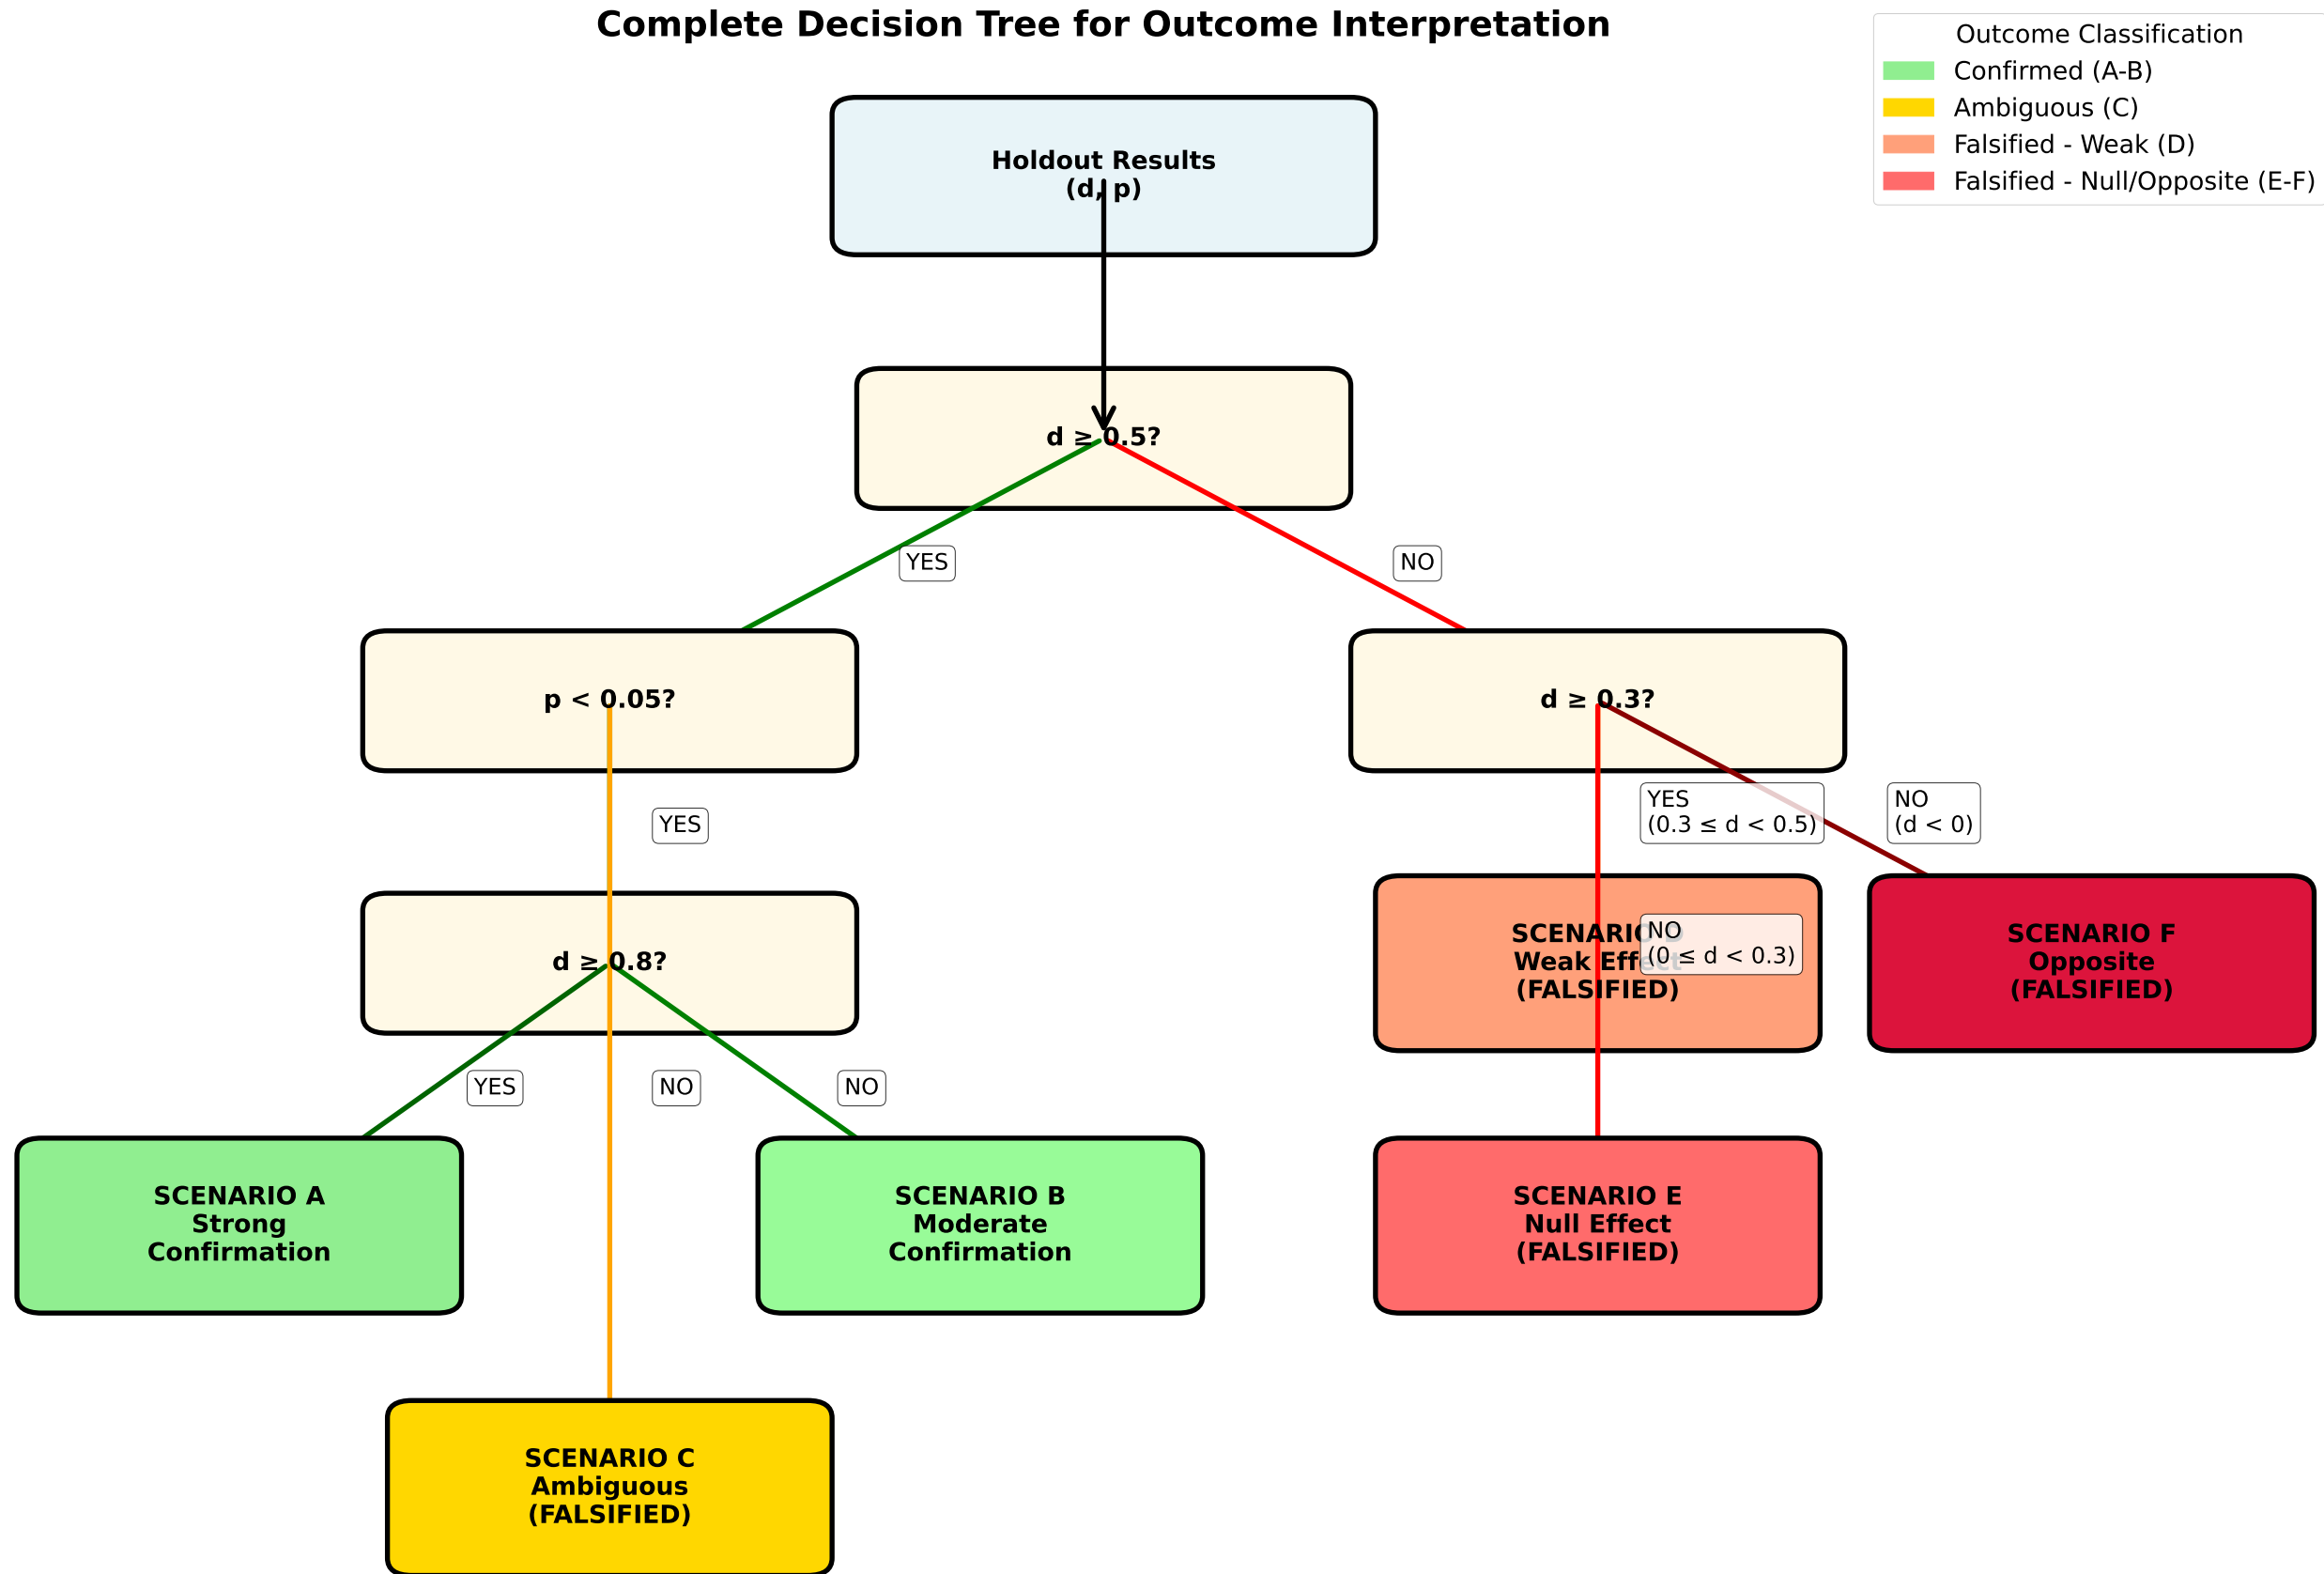 Complete Decision Tree for Outcome Interpretation
Outcome Classification
Confirmed (A-B)
Ambiguous (C)
Falsified - Weak (D)
Falsified - Null/Opposite (E-F)
Holdout Results
(d, p)
d ≥ 0.5?
YES
NO
p < 0.05?
d ≥ 0.3?
YES
YES
(0.3 ≤ d < 0.5)
NO
(d < 0)
d ≥ 0.8?
SCENARIO D
Weak Effect
(FALSIFIED)
NO
(0 ≤ d < 0.3)
SCENARIO F
Opposite
(FALSIFIED)
YES
NO
NO
SCENARIO A
Strong
Confirmation
SCENARIO B
Moderate
Confirmation
SCENARIO E
Null Effect
(FALSIFIED)
SCENARIO C
Ambiguous
(FALSIFIED)